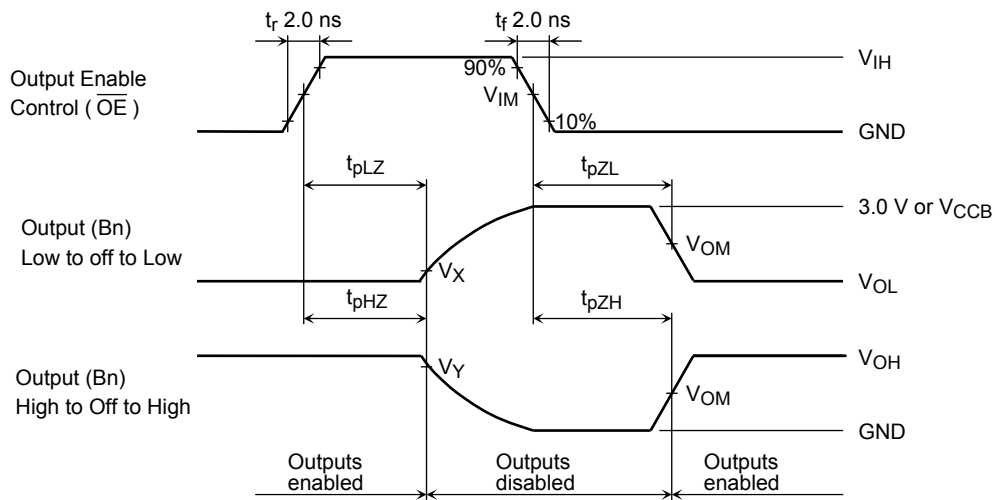 tr 2.0 ns
tf 2.0 ns
Output Enable
Control ( OE )
90%
VIM
10%
VIH
GND
tpLZ
tpZL
Output (Bn)
Low to off to Low
3.0 V or VCCB
VOM
VX
VOL
tpHZ
tpZH
Output (Bn)
High to Off to High
VY
VOH
VOM
GND
Outputs
enabled
Outputs
disabled
Outputs
enabled